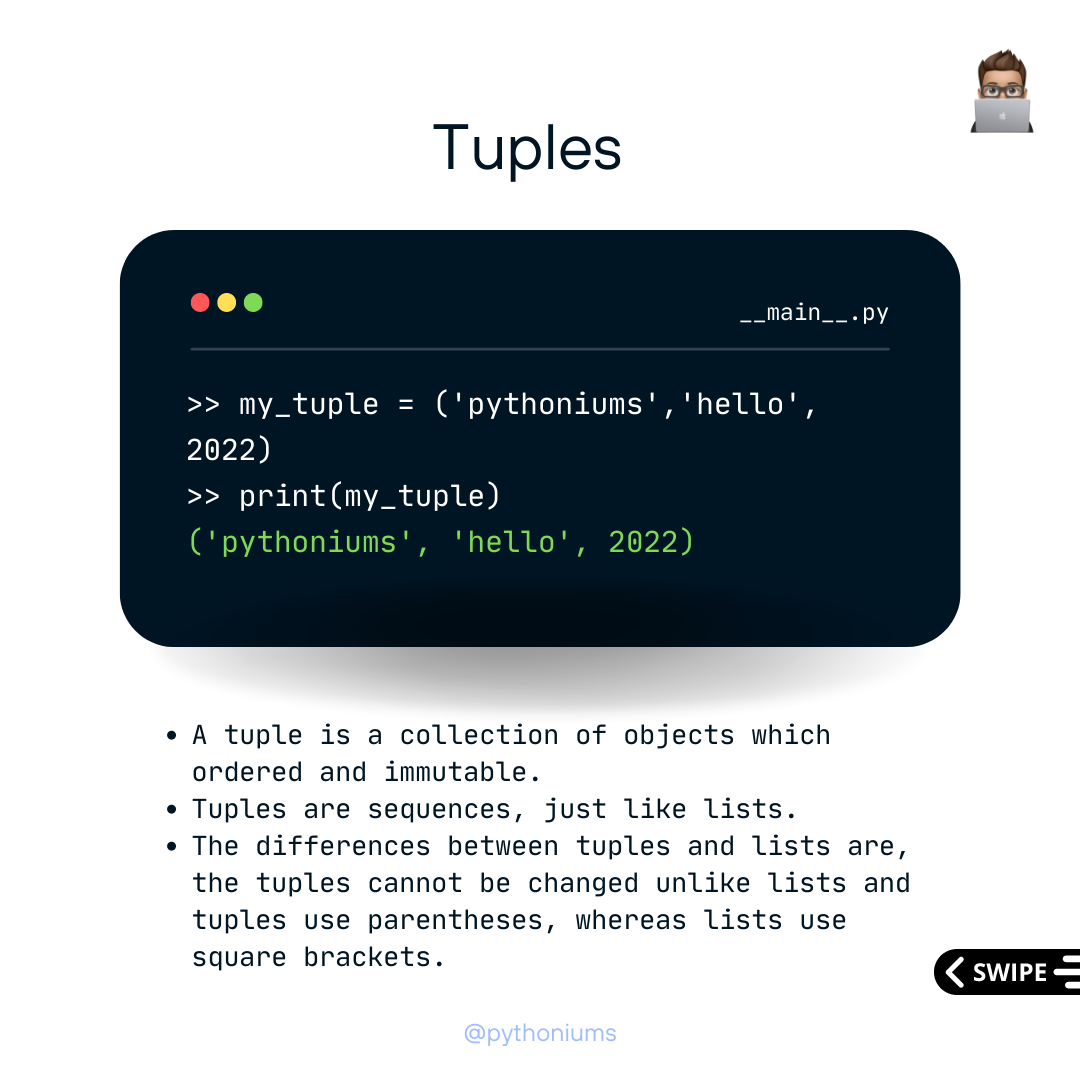 Tuples
__main__.py
>> my_tuple = ('pythoniums','hello',
2022)
>> print(my_tuple)
('pythoniums', 'hello', 2022)
• A tuple is a collection of objects which
ordered and immutable.
• Tuples are sequences, just like lists.
• The differences between tuples and lists are,
the tuples cannot be changed unlike lists and
tuples use parentheses, whereas lists use
square brackets.
SWIPE
@pythoniums